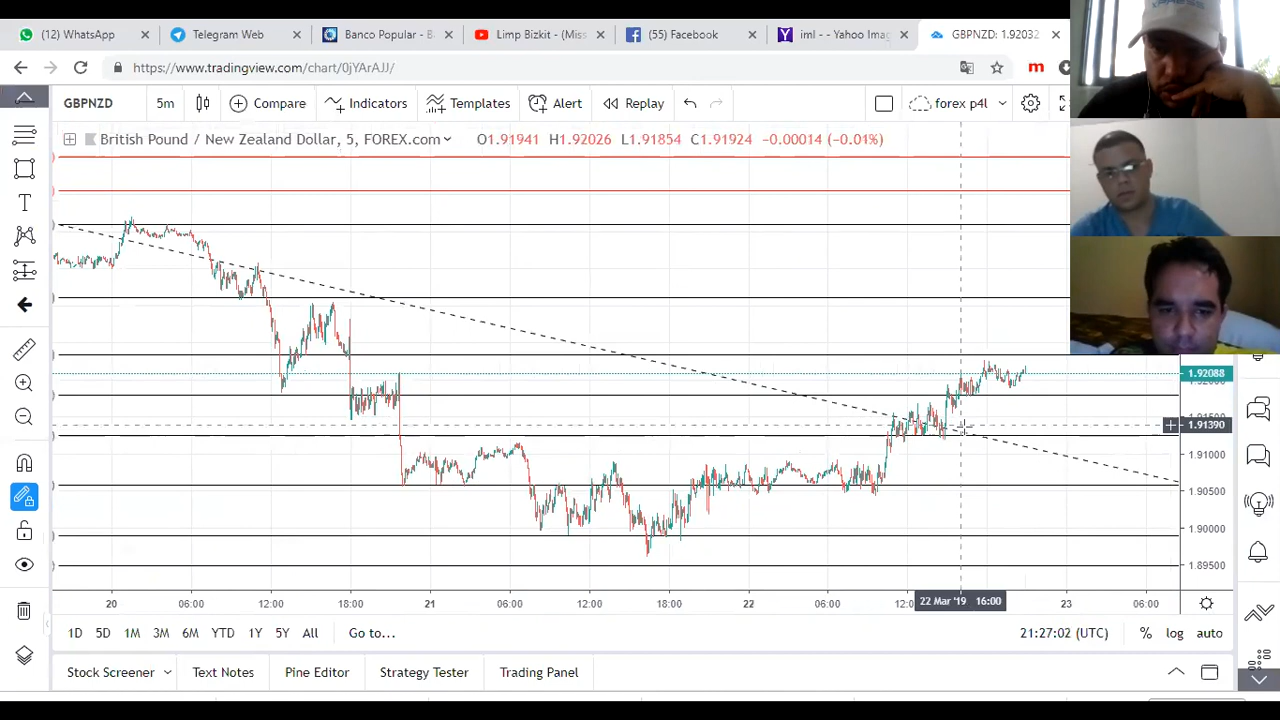 (12) WhatsApp
Telegram Web
Banco Popular - B
Limp Bizkit - (Miss
(55) Facebook
iml - - Yahoo Imag
GBPNZD: 1.92032
https://www.tradingview.com/chart/0jYArAJJ/
GBPNZD 5m Compare Indicators Templates Alert Replay forex p4l
British Pound / New Zealand Dollar, 5, FOREX.com O1.91941 H1.92026 L1.91854 C1.91924 −0.00014 (−0.01%)
1.92088
1.91390
1.91000
1.90500
1.90000
1.89500
20 06:00 12:00 18:00 21 06:00 12:00 18:00 22 06:00 22 Mar '19 16:00 23 06:00
1D 5D 1M 3M 6M YTD 1Y 5Y All Go to... 21:27:02 (UTC) % log auto
Stock Screener Text Notes Pine Editor Strategy Tester Trading Panel